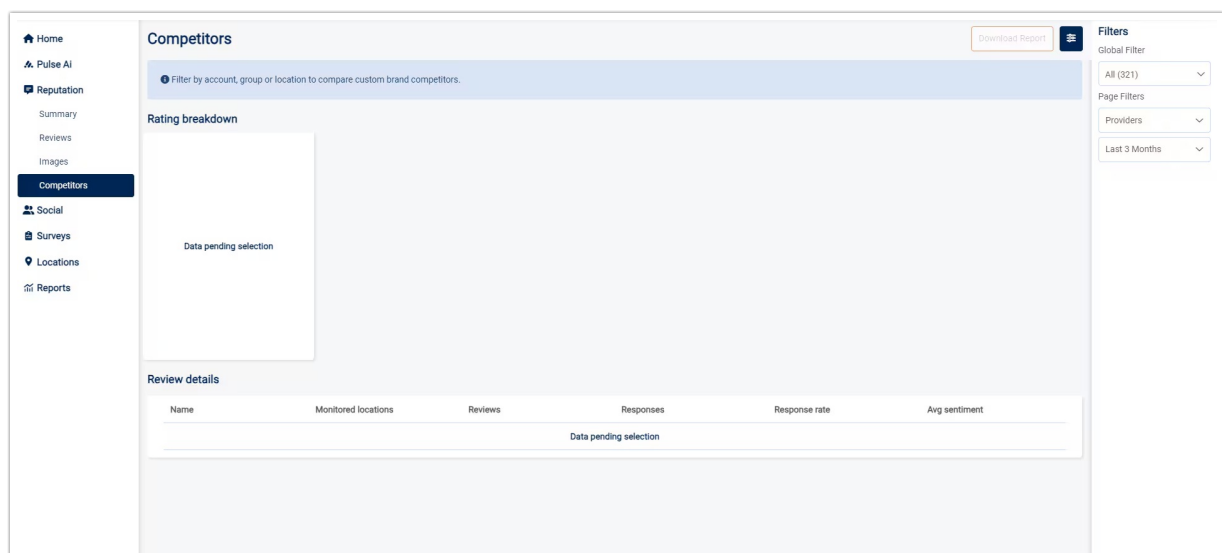 Home
Pulse Ai
Reputation
Summary
Reviews
Images
Competitors
Social
Surveys
Locations
Reports
Competitors
Download Report
Filter by account, group or location to compare custom brand competitors.
Rating breakdown
Data pending selection
Review details
Name Monitored locations Reviews Responses Response rate Avg sentiment
Data pending selection
Filters
Global Filter
All (321)
Page Filters
Providers
Last 3 Months